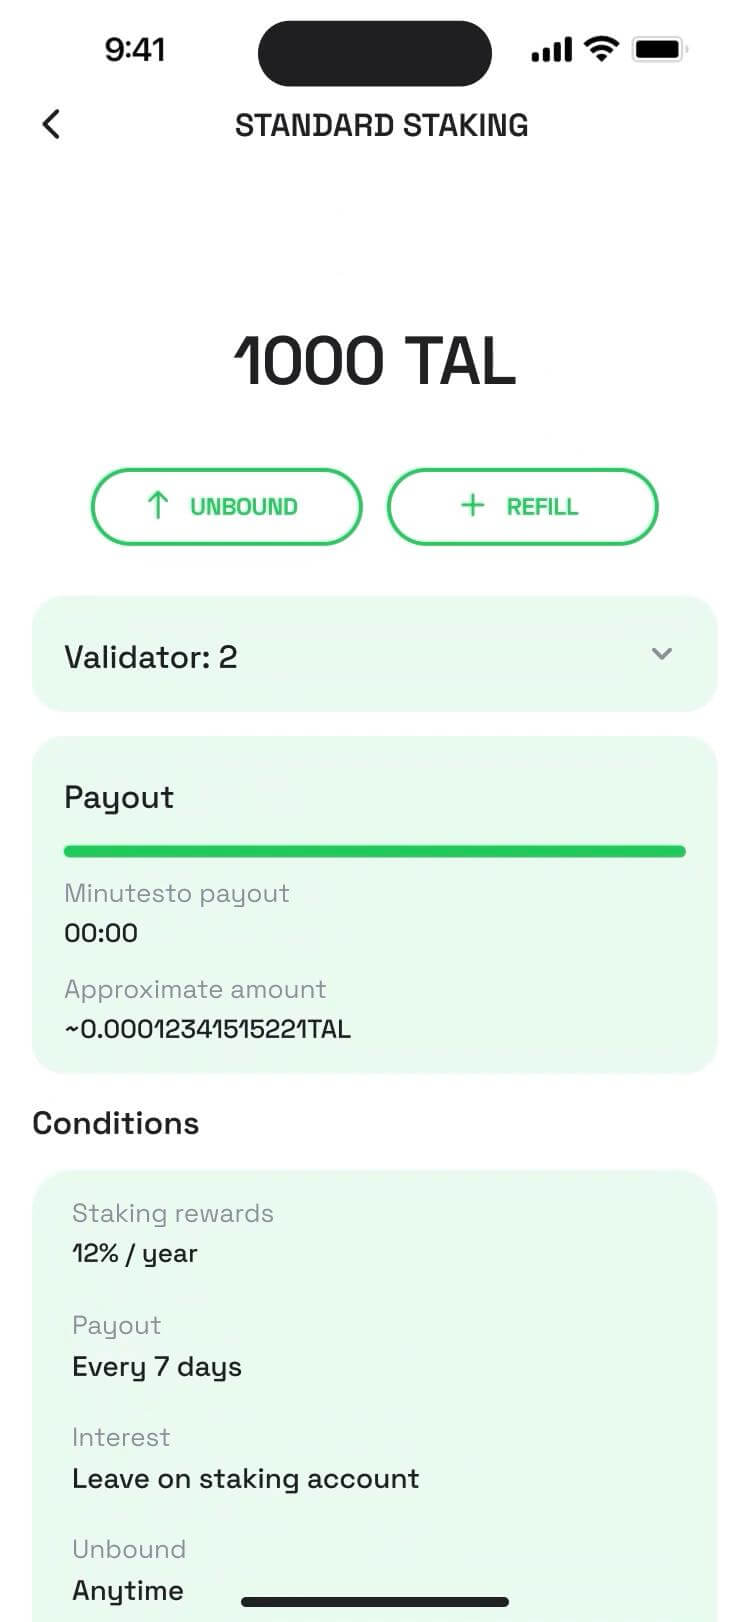 9:41
STANDARD STAKING
1000 TAL
UNBOUND
REFILL
Validator: 2
Payout
Minutesto payout
00:00
Approximate amount
~0.00012341515221TAL
Conditions
Staking rewards
12% / year
Payout
Every 7 days
Interest
Leave on staking account
Unbound
Anytime